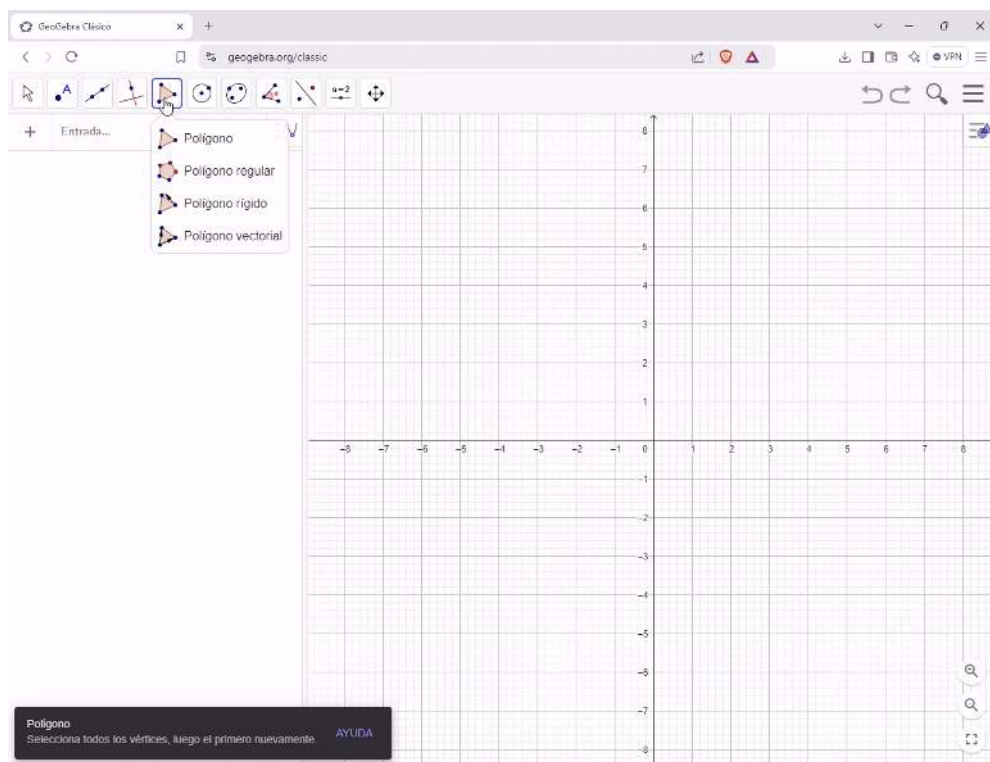 GeoGebra Clásico
geogebra.org/classic
VPN
A
a=2
Entrada...
Polígono
Polígono regular
Polígono rígido
Polígono vectorial
8
7
6
5
4
3
2
1
-8 -7 -6 -5 -4 -3 -2 -1 0 1 2 3 4 5 6 7 8
-1
-2
-3
-4
-5
-6
-7
-8
Polígono
Selecciona todos los vértices, luego el primero nuevamente.
AYUDA